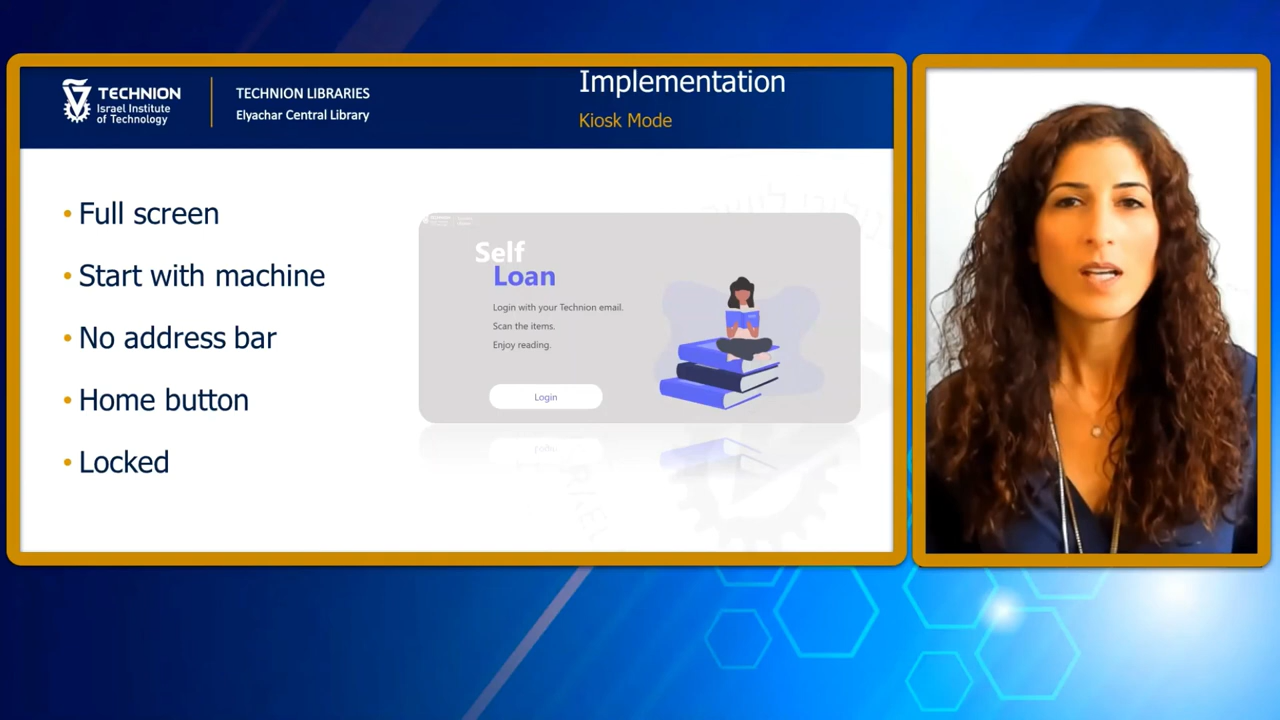 TECHNION
Israel Institute
of Technology
TECHNION LIBRARIES
Elyachar Central Library
Implementation
Kiosk Mode
• Full screen
• Start with machine
• No address bar
• Home button
• Locked
Self
Loan
Login with your Technion email.
Scan the items.
Enjoy reading.
Login